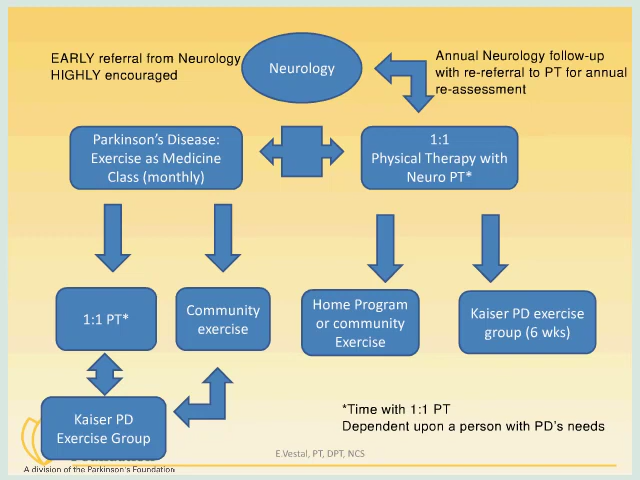 EARLY referral from Neurology
HIGHLY encouraged
Neurology
Annual Neurology follow-up
with re-referral to PT for annual
re-assessment
Parkinson's Disease:
Exercise as Medicine
Class (monthly)
1:1
Physical Therapy with
Neuro PT*
1:1 PT*
Community
exercise
Home Program
or community
Exercise
Kaiser PD exercise
group (6 wks)
Kaiser PD
Exercise Group
*Time with 1:1 PT
Dependent upon a person with PD's needs
E.Vestal, PT, DPT, NCS
A division of the Parkinson's Foundation